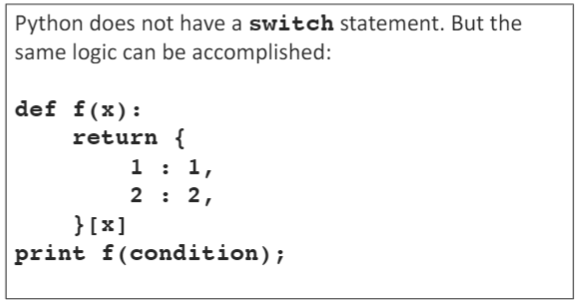 Python does not have a switch statement. But the
same logic can be accomplished:
def f(x):
    return {
        1 : 1,
        2 : 2,
    }[x]
print f(condition);